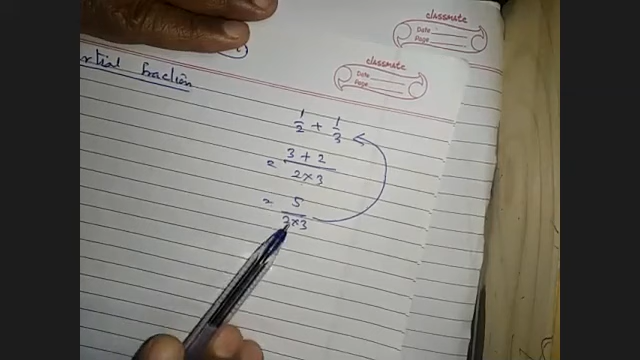 classmate
Date
Page
classmate
Date
Page
rtial fraction
1/2 + 1/3
= 3 + 2 / 2 × 3
= 5 / 2 × 3